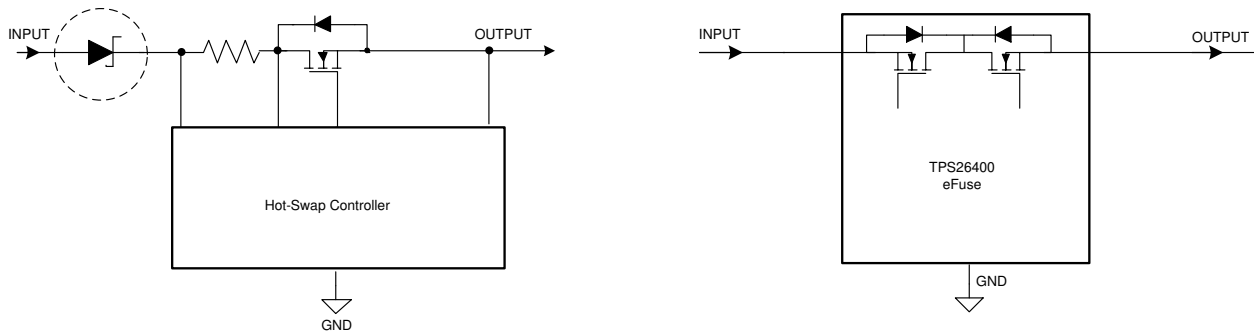 INPUT
OUTPUT
Hot-Swap Controller
GND
INPUT
OUTPUT
TPS26400
eFuse
GND